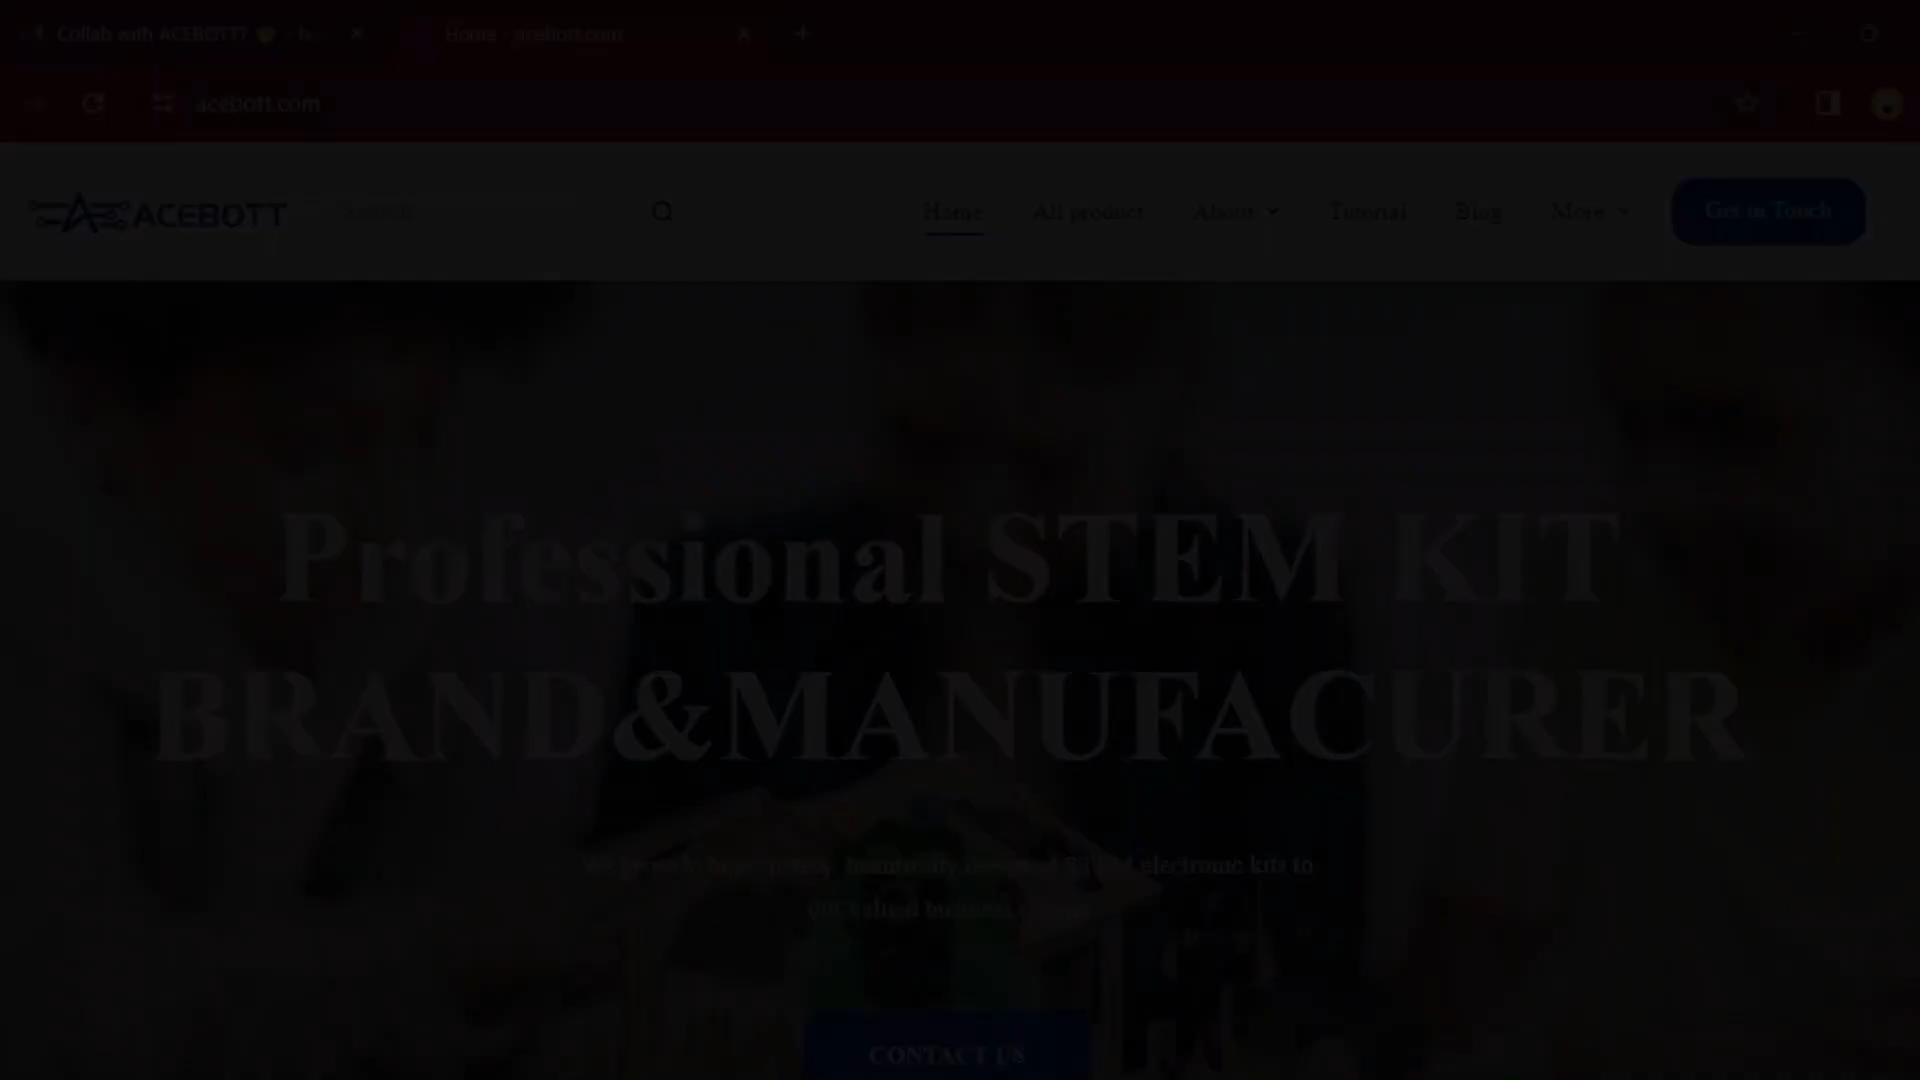 Collab with ACEBOTT
Home - acebott.com
acebott.com
ACEBOTT
Search
Home
All product
About
Tutorial
Blog
More
Get in Touch
Professional STEM KIT
BRAND&MANUFACURER
electronic kits to
CONTACT US